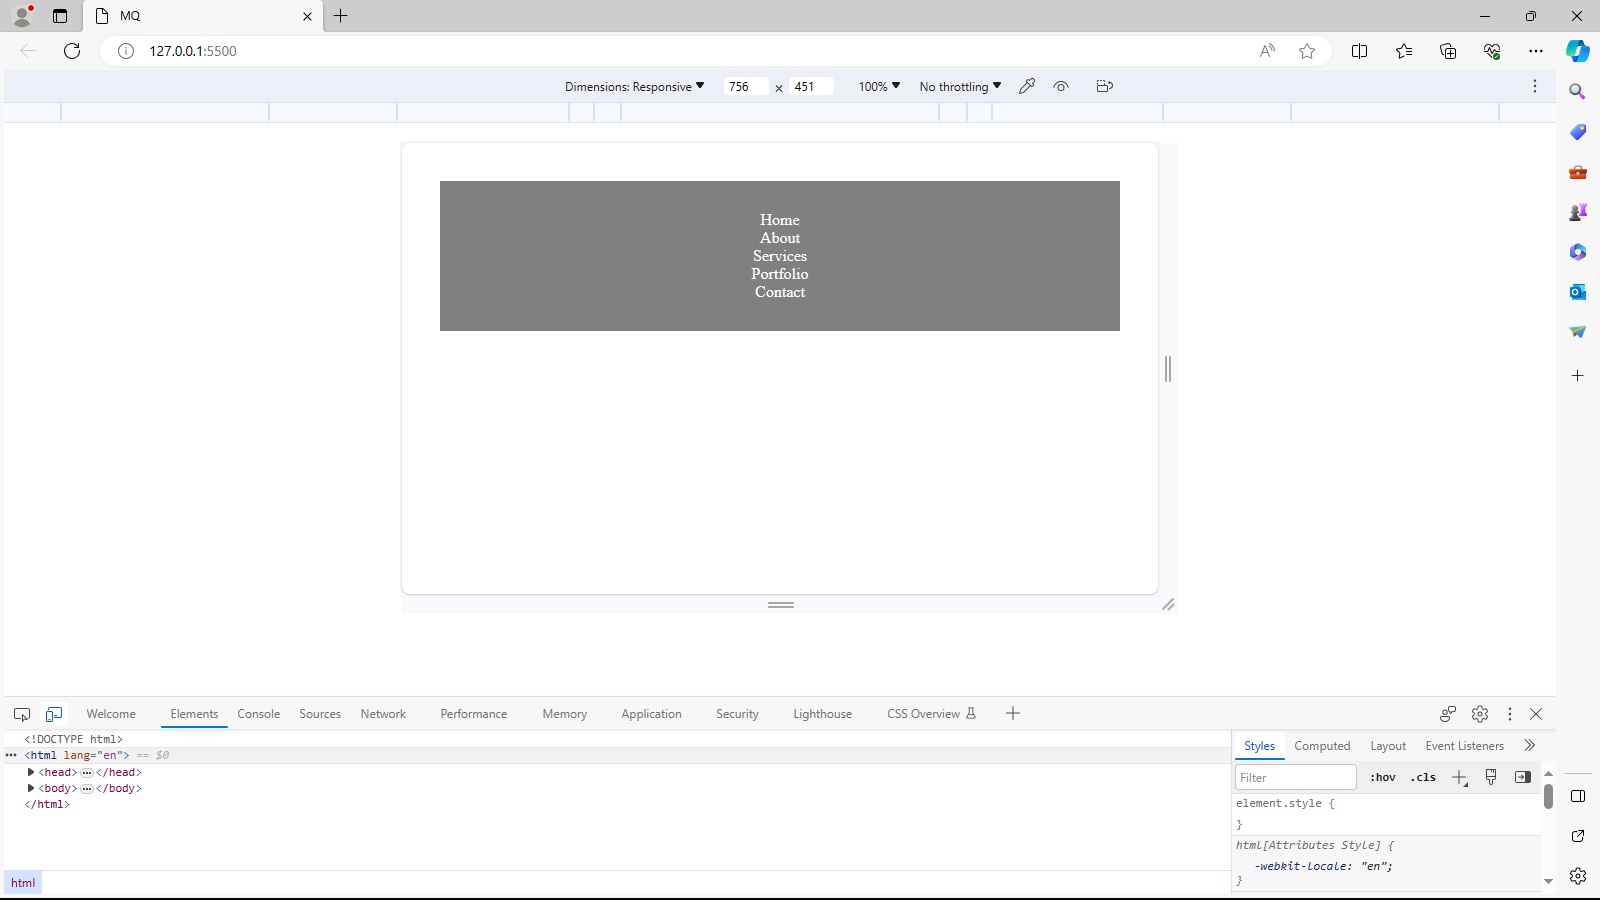 MQ
127.0.0.1:5500
Dimensions: Responsive 756 × 451 100% No throttling
Home
About
Services
Portfolio
Contact
Welcome Elements Console Sources Network Performance Memory Application Security Lighthouse CSS Overview
<!DOCTYPE html>
<html lang="en"> == $0
<head> </head>
<body> </body>
</html>
html
Styles Computed Layout Event Listeners
Filter :hov .cls
element.style {
}
html[Attributes Style] {
-webkit-locale: "en";
}